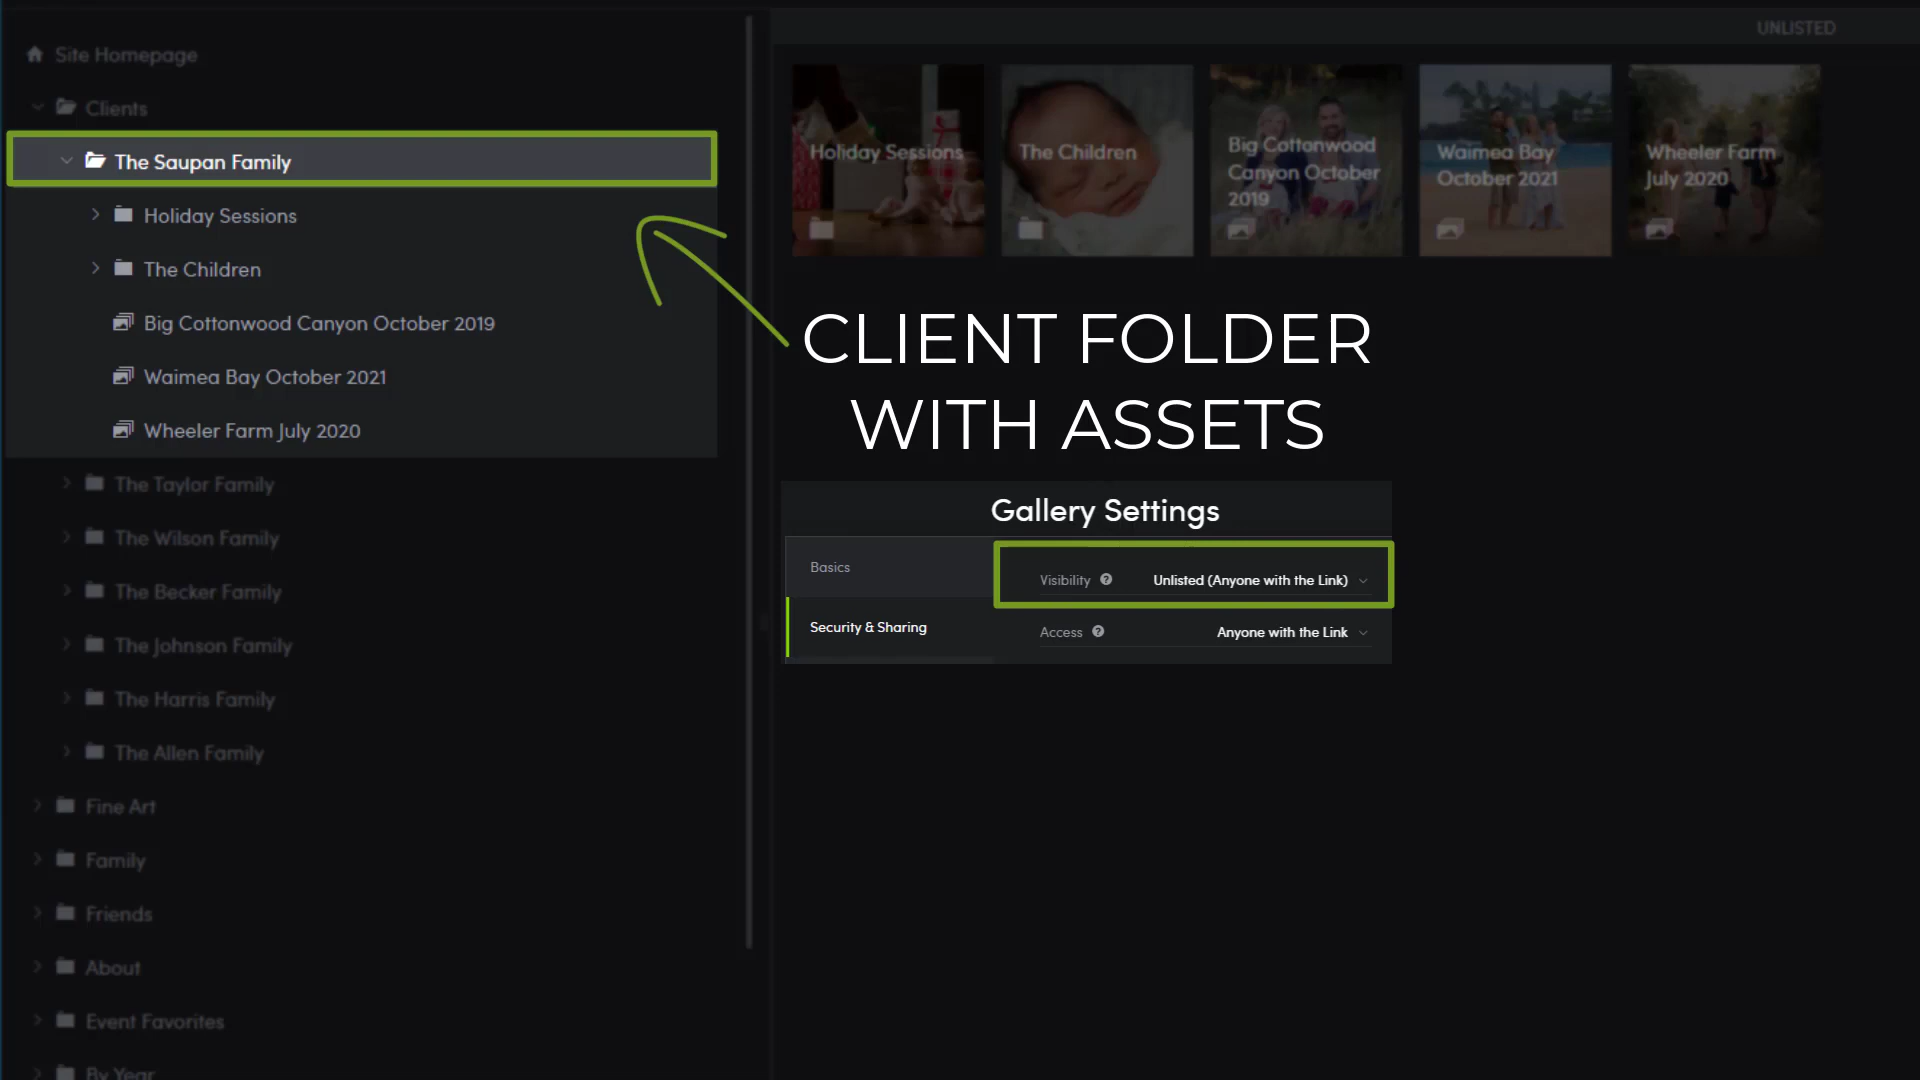 Site Homepage
Clients
The Saupan Family
Holiday Sessions
The Children
Big Cottonwood Canyon October 2019
Waimea Bay October 2021
Wheeler Farm July 2020
The Taylor Family
The Wilson Family
The Becker Family
The Johnson Family
The Harris Family
The Allen Family
Fine Art
Family
Friends
About
Event Favorites
By Year
UNLISTED
Holiday Sessions
The Children
Big Cottonwood
Canyon October
2019
Waimea Bay
October 2021
Wheeler Farm
July 2020
CLIENT FOLDER
WITH ASSETS
Gallery Settings
Basics
Security & Sharing
Visibility ? Unlisted (Anyone with the Link)
Access ? Anyone with the Link